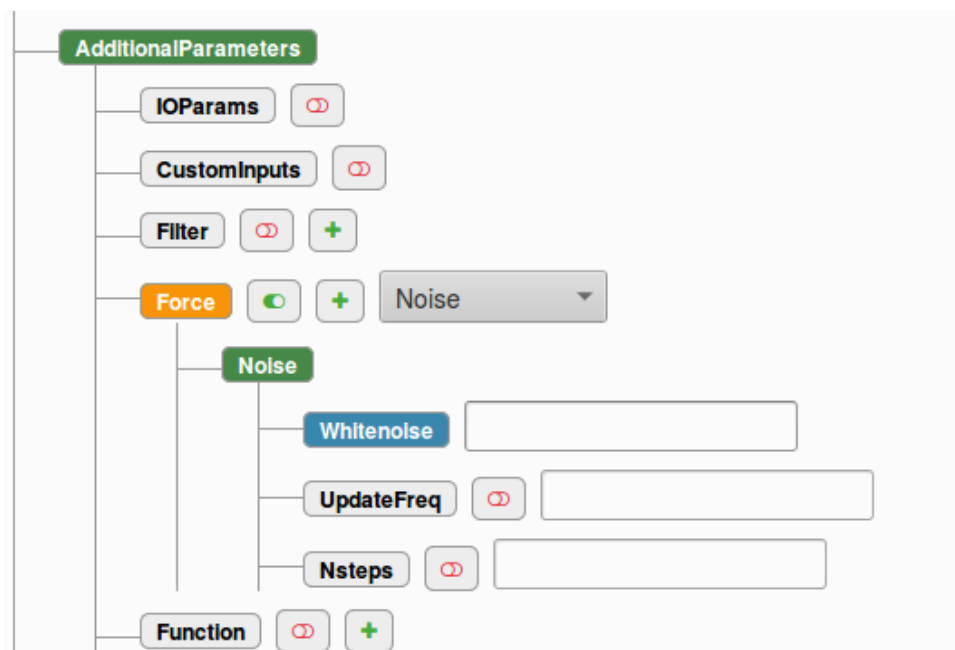 AdditionalParameters
IOParams
CustomInputs
Filter
Force Noise
Noise
Whitenoise
UpdateFreq
Nsteps
Function